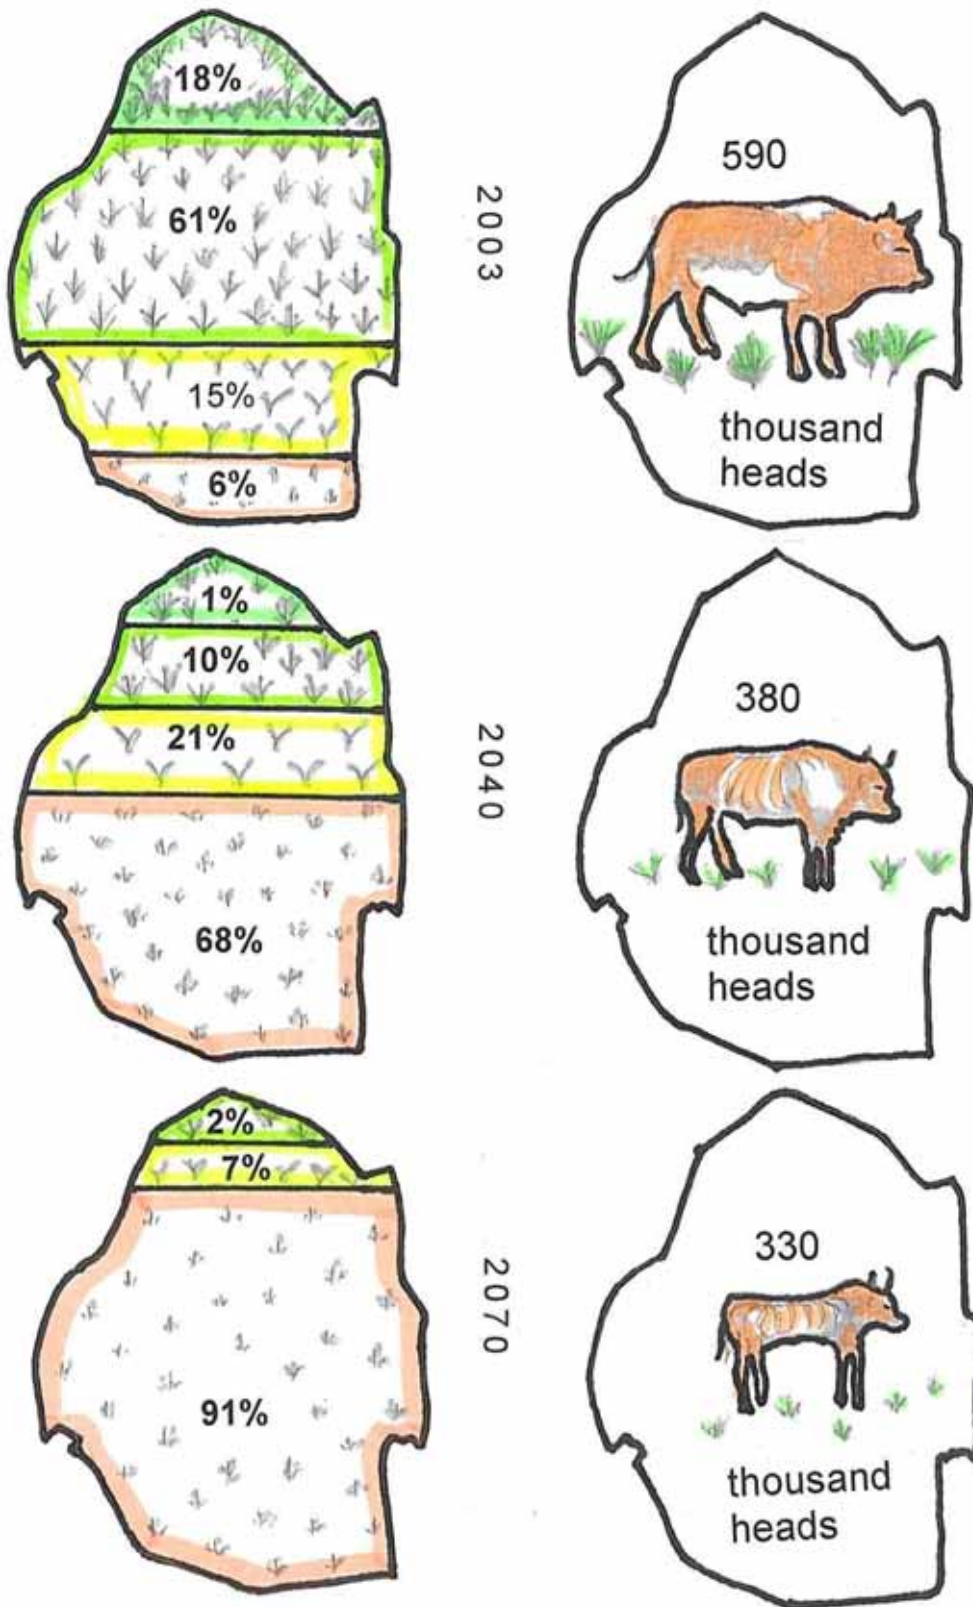 18%
61%
15%
6%
2003
590
thousand
heads
1%
10%
21%
68%
2040
380
thousand
heads
2%
7%
91%
2070
330
thousand
heads